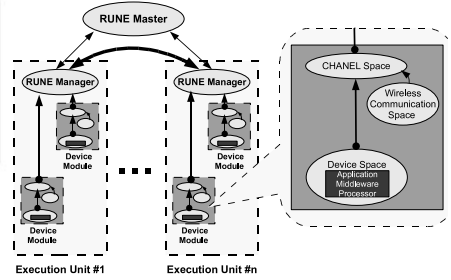 RUNE Master
RUNE Manager
RUNE Manager
Device
Module
Device
Module
Device
Module
Device
Module
Execution Unit #1
Execution Unit #n
CHANEL Space
Wireless
Communication
Space
Device Space
Application
Middleware
Processor